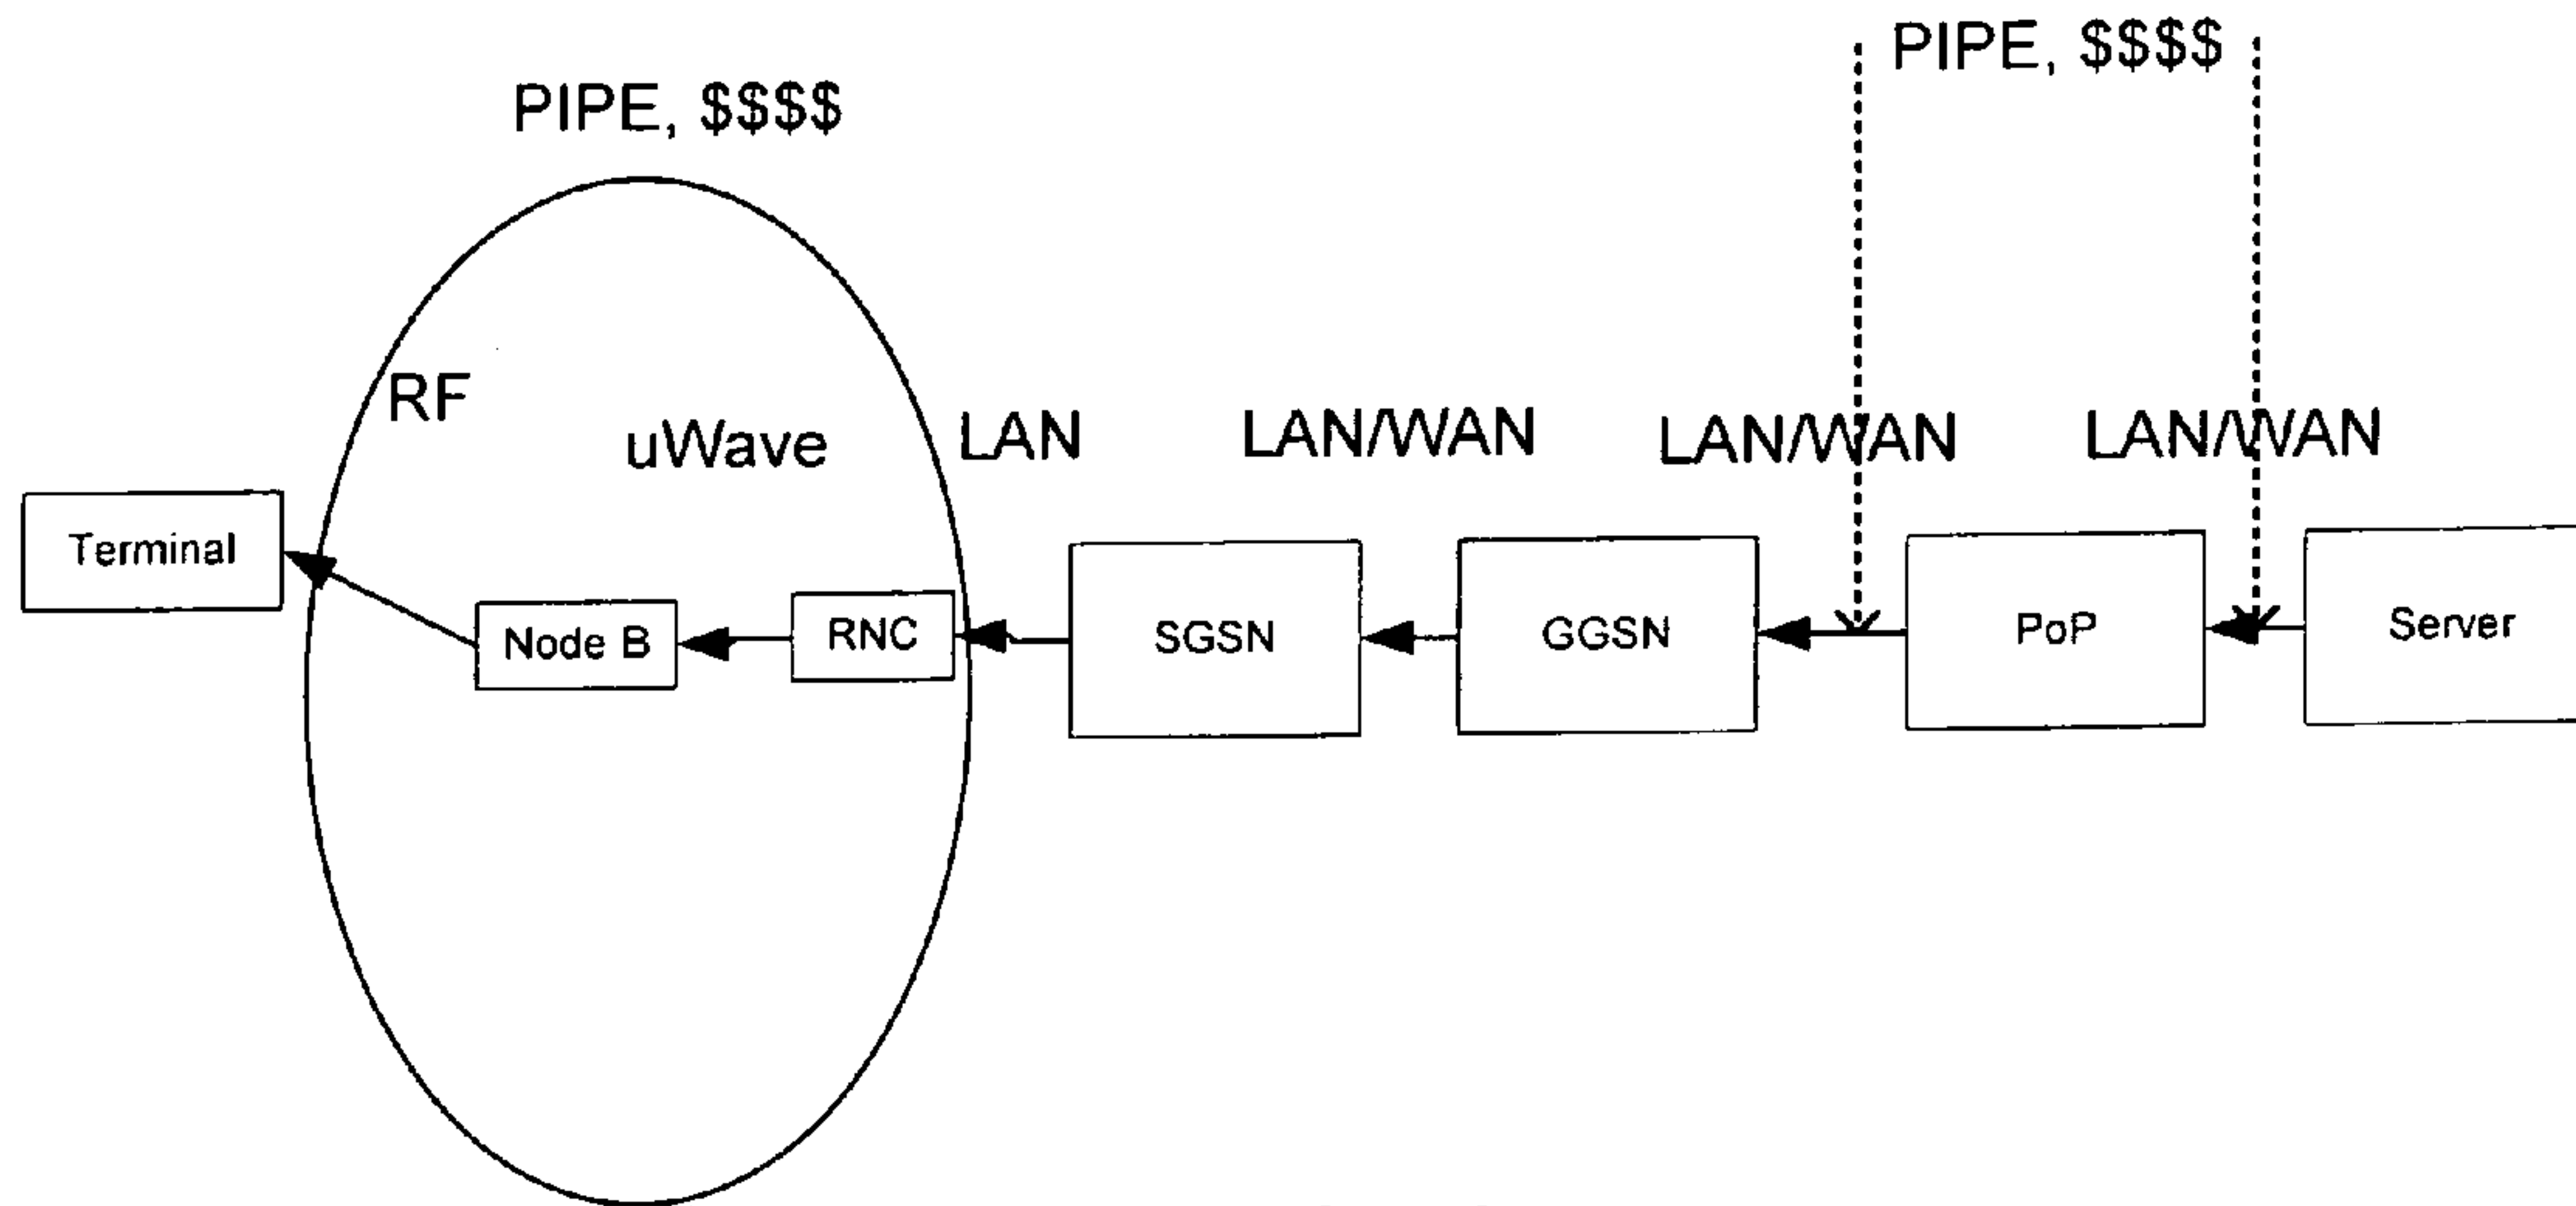 PIPE, $$$$
PIPE, $$$$
RF
uWave
LAN
LAN/WAN
LAN/WAN
LAN/WAN
Terminal
Node B
RNC
SGSN
GGSN
PoP
Server